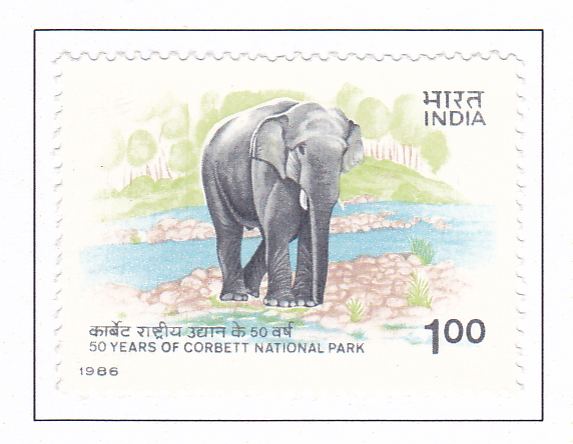 भारत
INDIA
कार्बेट राष्ट्रीय उद्यान के 50 वर्ष
50 YEARS OF CORBETT NATIONAL PARK
1.00
1986